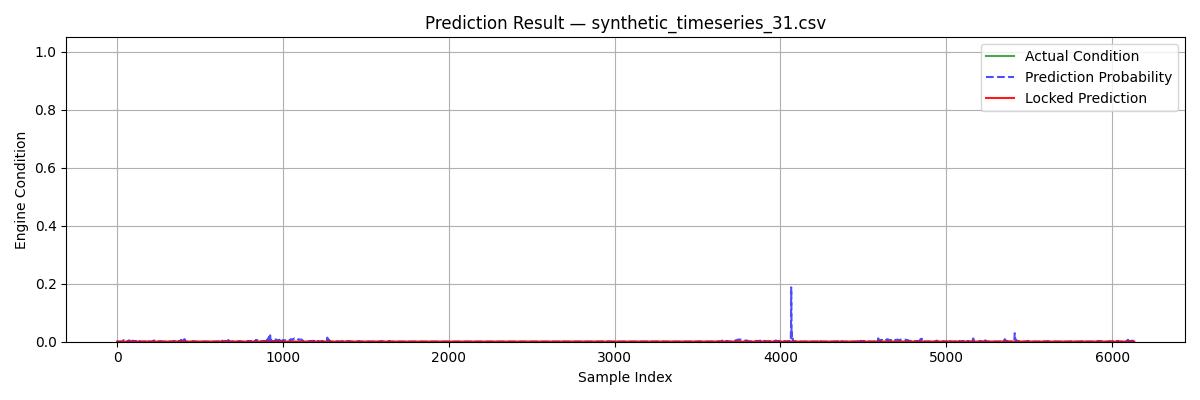 Prediction Result — synthetic_timeseries_31.csv
Engine Condition
1.0
0.8
0.6
0.4
0.2
0.0
Actual Condition
Prediction Probability
Locked Prediction
0 1000 2000 3000 4000 5000 6000
Sample Index